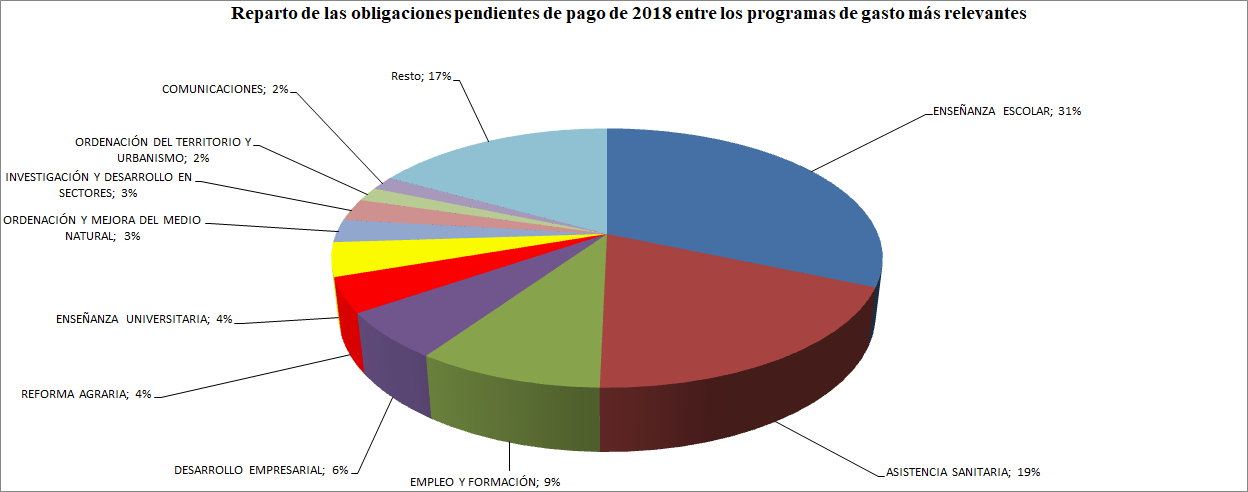 Reparto de las obligaciones pendientes de pago de 2018 entre los programas de gasto más relevantes
Resto; 17%
COMUNICACIONES; 2%
ENSEÑANZA ESCOLAR; 31%
ORDENACIÓN DEL TERRITORIO Y
URBANISMO; 2%
INVESTIGACIÓN Y DESARROLLO EN
SECTORES; 3%
ORDENACIÓN Y MEJORA DEL MEDIO
NATURAL; 3%
ENSEÑANZA UNIVERSITARIA; 4%
REFORMA AGRARIA; 4%
DESARROLLO EMPRESARIAL; 6%
EMPLEO Y FORMACIÓN; 9%
ASISTENCIA SANITARIA; 19%